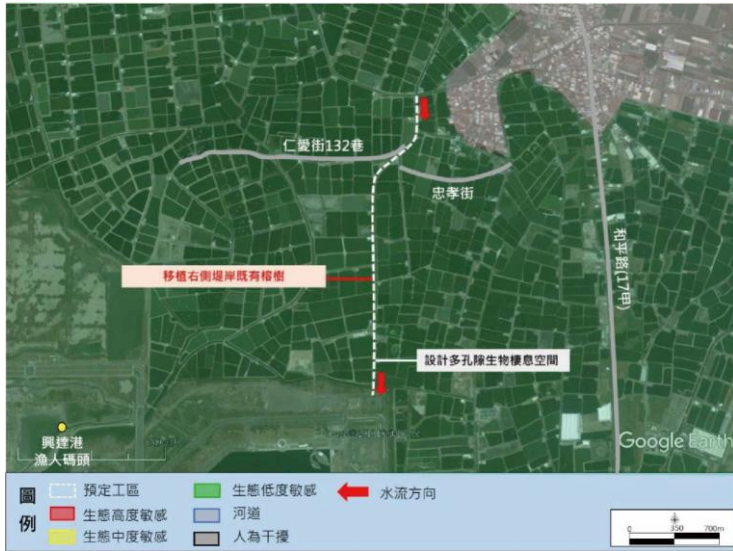 仁愛街132巷
忠孝街
和平路(17甲)
移植右側堤岸既有榕樹
設計多孔隙生物棲息空間
興達港
漁人碼頭
Google Earth
圖例
預定工區
生態低度敏感
水流方向
生態高度敏感
河道
生態中度敏感
人為干擾
0 350 700m